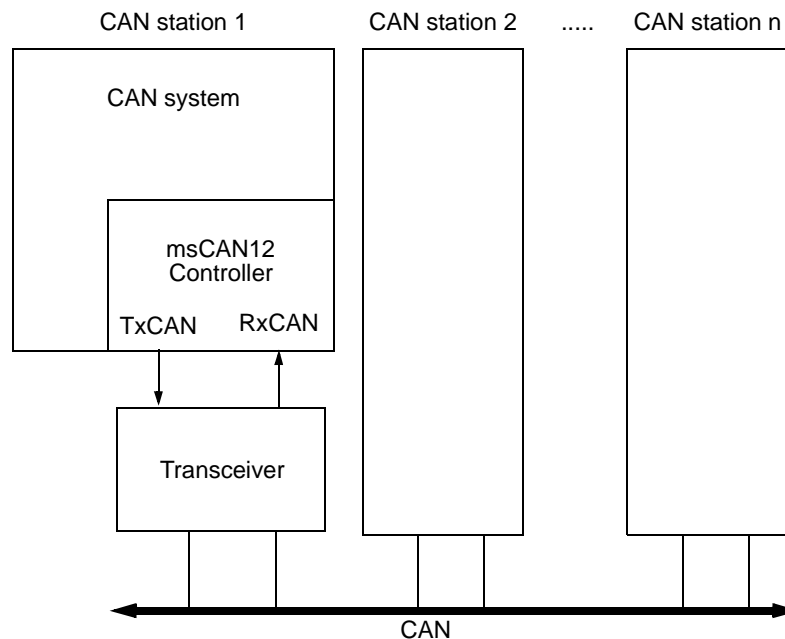 CAN station 1
CAN station 2
.....
CAN station n
CAN system
msCAN12
Controller
TxCAN
RxCAN
Transceiver
CAN